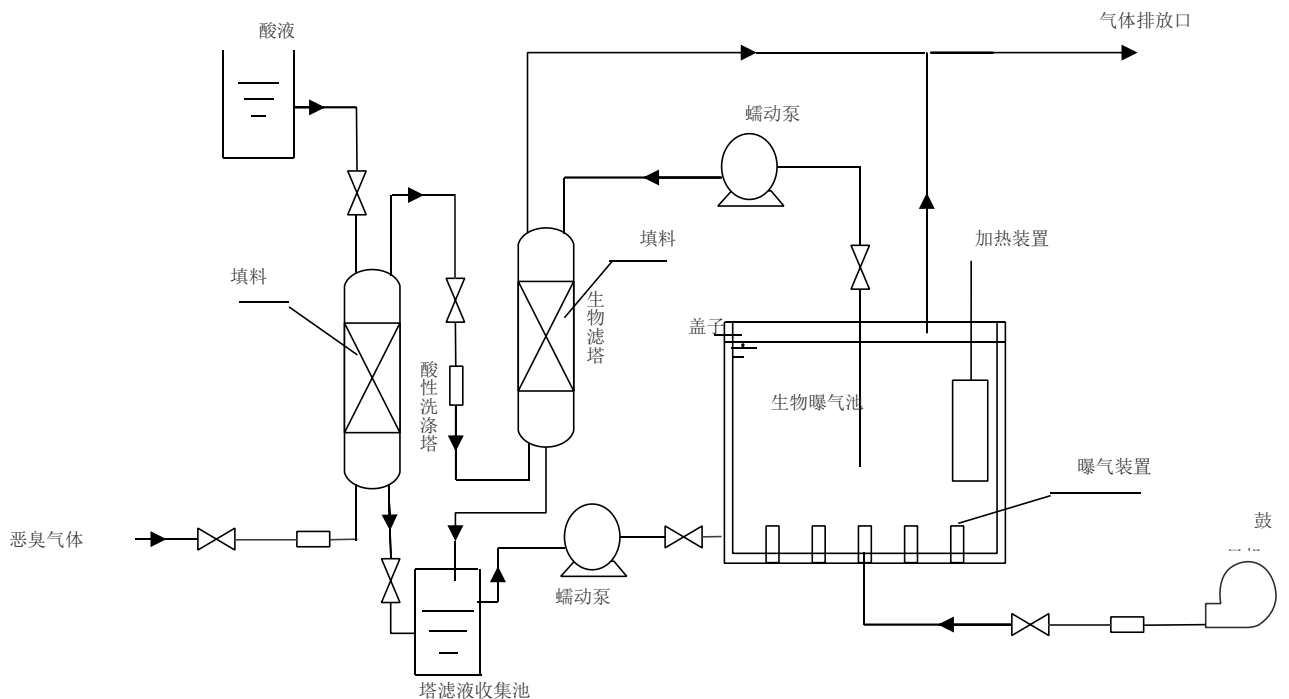 气体排放口
酸液
蠕动泵
填料
加热装置
填料
生物滤塔
盖子
酸性洗涤塔
生物曝气池
曝气装置
鼓
恶臭气体
蠕动泵
塔滤液收集池